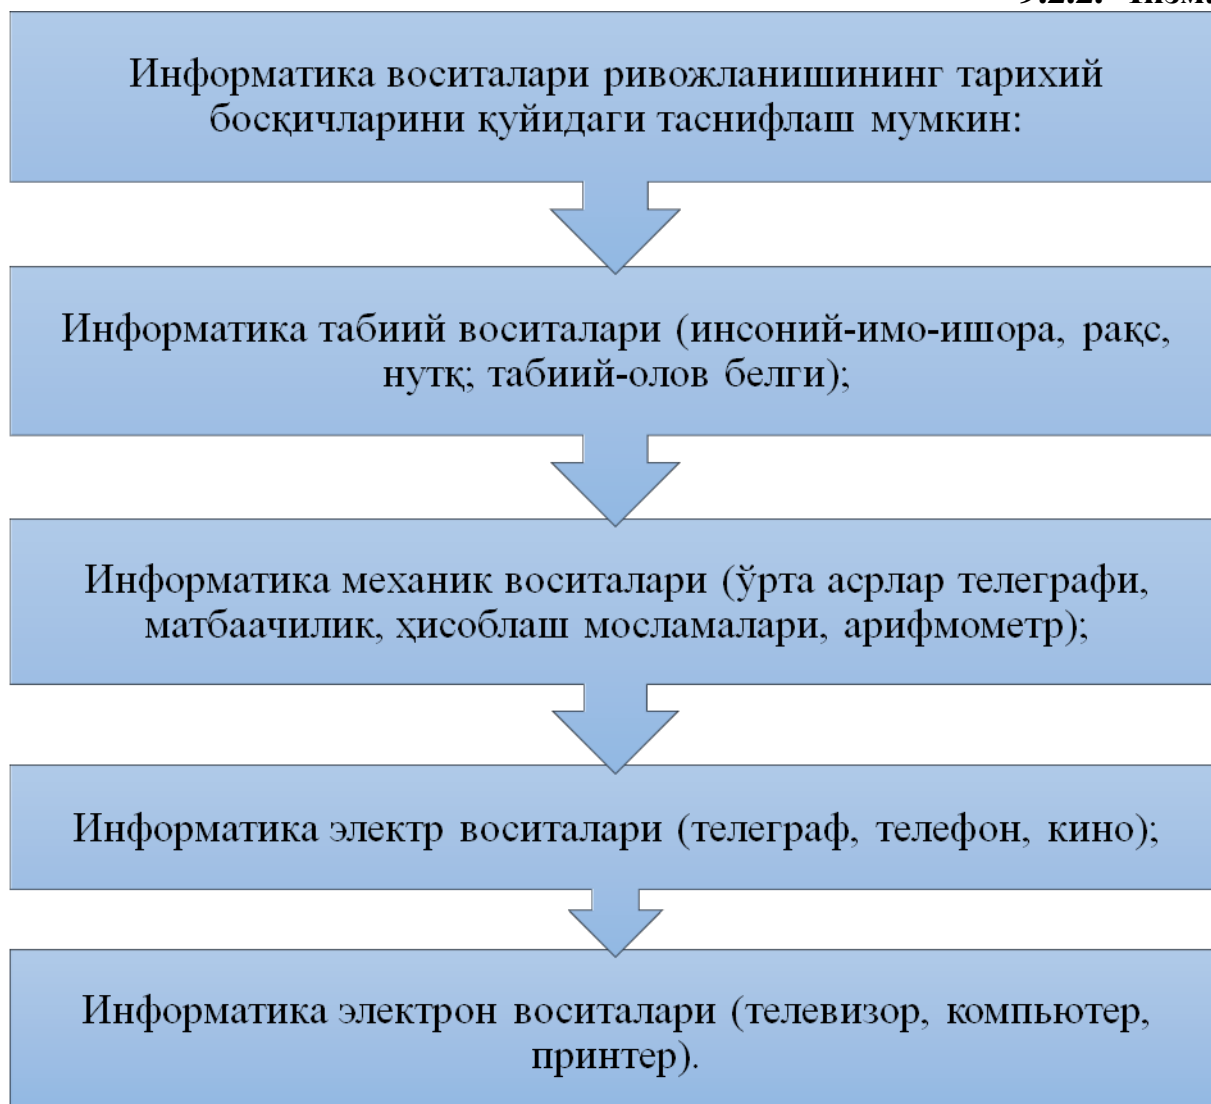 Информатика воситалари ривожланишининг тарихий
босқичларини қуйидаги таснифлаш мумкин:
Информатика табиий воситалари (инсоний-имо-ишора, рақс,
нутқ; табиий-олов белги);
Информатика механик воситалари (ўрта асрлар телеграфи,
матбаачилик, ҳисоблаш мосламалари, арифмометр);
Информатика электр воситалари (телеграф, телефон, кино);
Информатика электрон воситалари (телевизор, компьютер,
принтер).